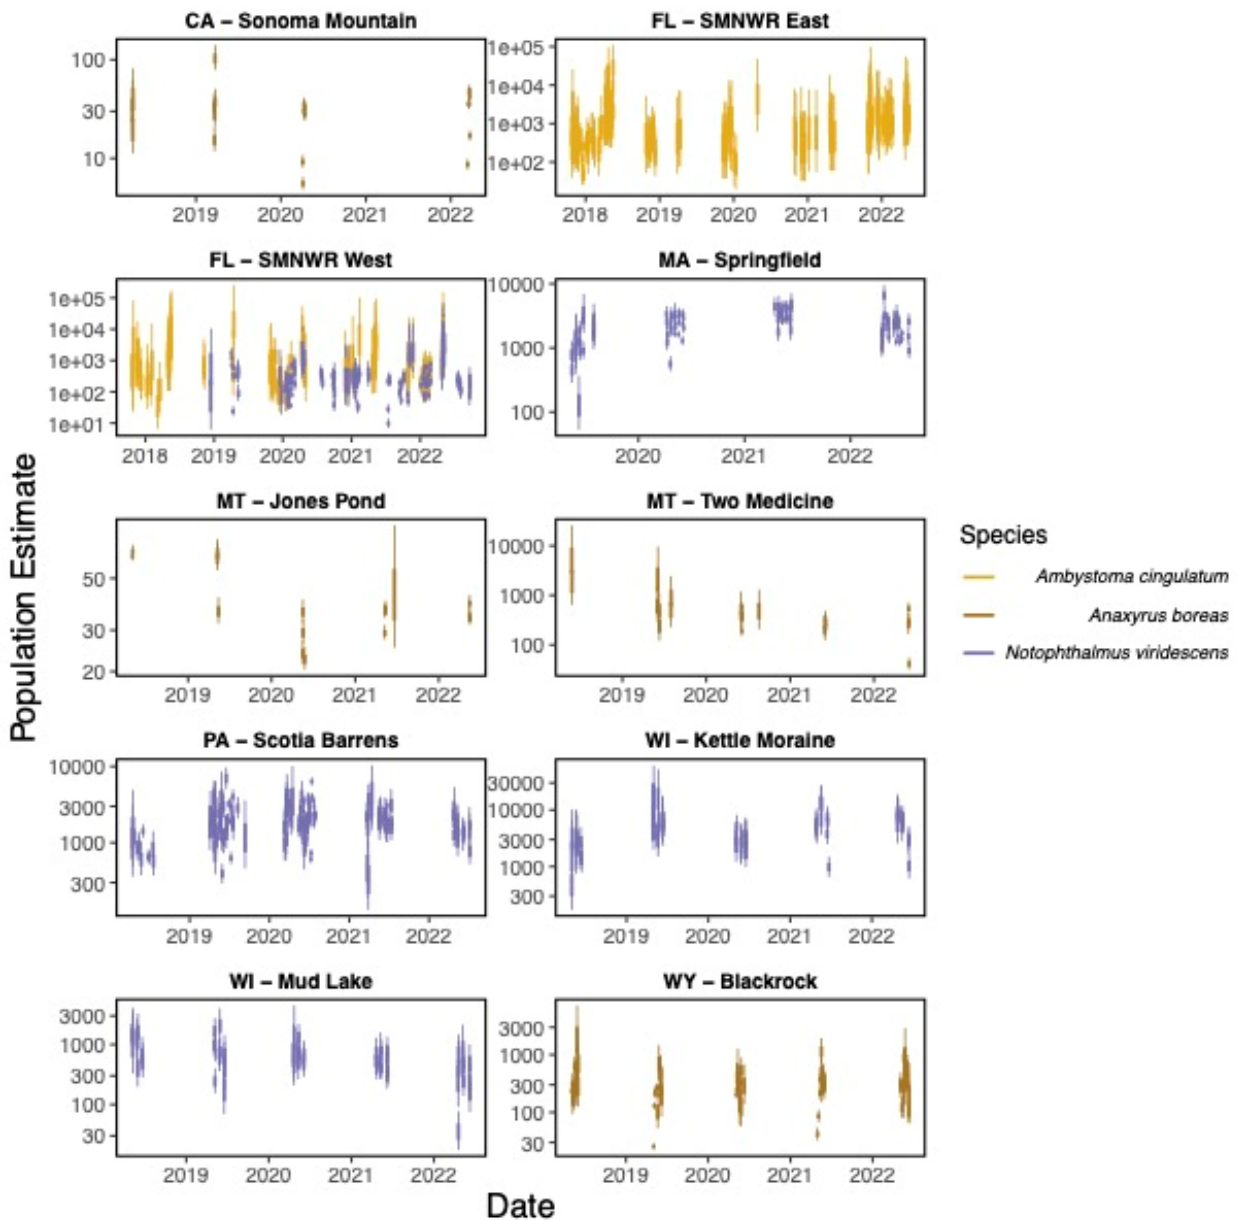 CA – Sonoma Mountain
100
30
10
2019 2020 2021 2022
FL – SMNWR East
1e+05
1e+04
1e+03
1e+02
2018 2019 2020 2021 2022
FL – SMNWR West
1e+05
1e+04
1e+03
1e+02
1e+01
2018 2019 2020 2021 2022
MA – Springfield
10000
1000
100
2020 2021 2022
MT – Jones Pond
50
30
20
2019 2020 2021 2022
MT – Two Medicine
10000
1000
100
2019 2020 2021 2022
PA – Scotia Barrens
10000
3000
1000
300
2019 2020 2021 2022
WI – Kettle Moraine
30000
10000
3000
1000
300
2019 2020 2021 2022
WI – Mud Lake
3000
1000
300
100
30
2019 2020 2021 2022
WY – Blackrock
3000
1000
300
100
30
2019 2020 2021 2022
Population Estimate
Date
Species
Ambystoma cingulatum
Anaxyrus boreas
Notophthalmus viridescens